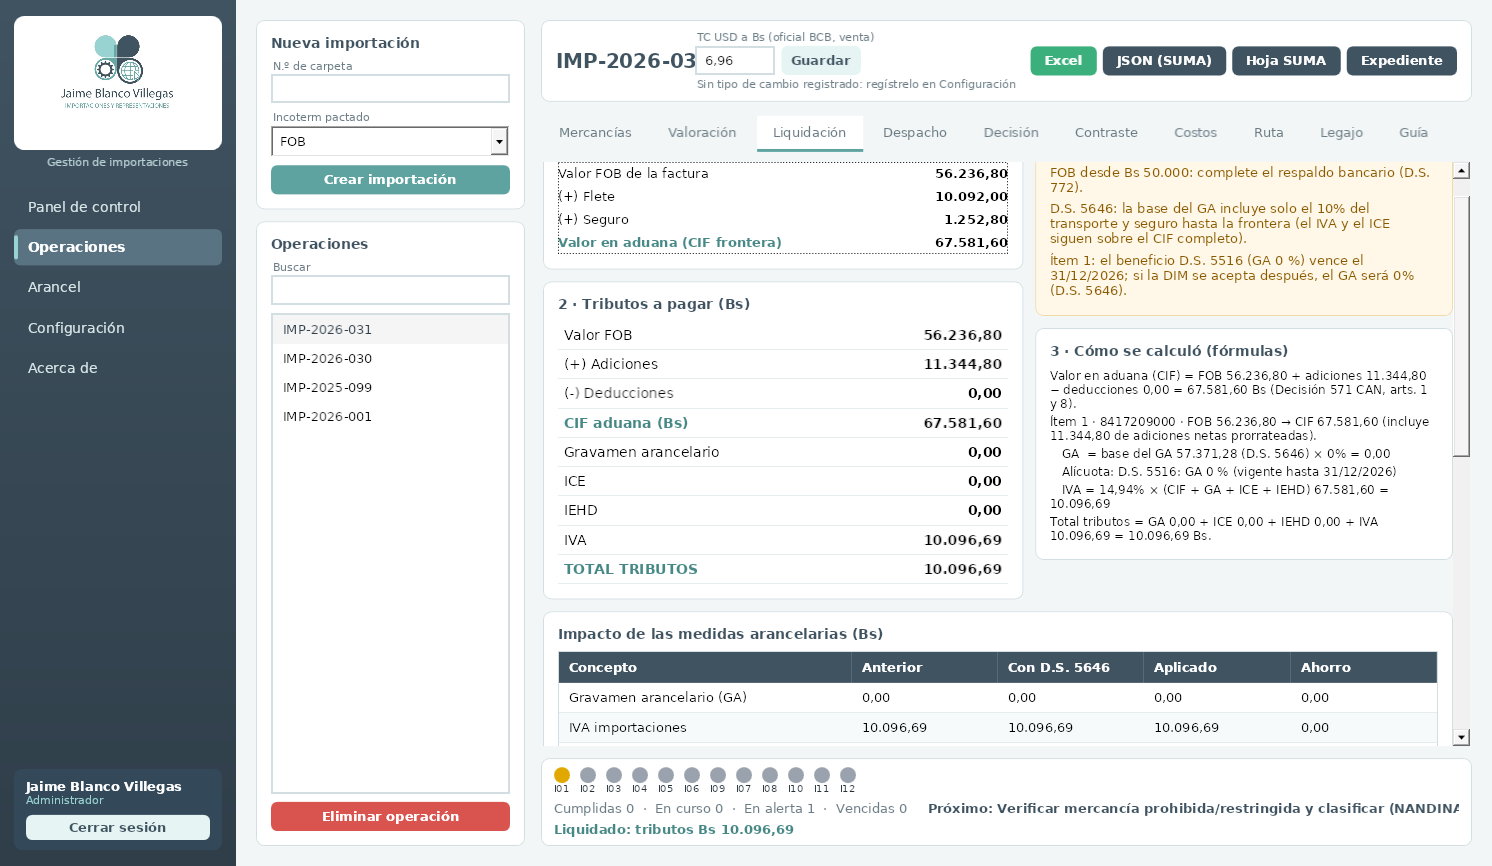 Jaime Blanco Villegas
IMPORTACIONES Y REPRESENTACIONES
Gestión de importaciones
Panel de control
Operaciones
Arancel
Configuración
Acerca de
Jaime Blanco Villegas
Administrador
Cerrar sesión
Nueva importación
N.º de carpeta
Incoterm pactado
FOB
Crear importación
Operaciones
Buscar
IMP-2026-031
IMP-2026-030
IMP-2025-099
IMP-2026-001
Eliminar operación
IMP-2026-03
TC USD a Bs (oficial BCB, venta)
6,96
Guardar
Sin tipo de cambio registrado: regístrelo en Configuración
Excel
JSON (SUMA)
Hoja SUMA
Expediente
Mercancías
Valoración
Liquidación
Despacho
Decisión
Contraste
Costos
Ruta
Legajo
Guía
Valor FOB de la factura 56.236,80
(+) Flete 10.092,00
(+) Seguro 1.252,80
Valor en aduana (CIF frontera) 67.581,60
2 · Tributos a pagar (Bs)
Valor FOB 56.236,80
(+) Adiciones 11.344,80
(-) Deducciones 0,00
CIF aduana (Bs) 67.581,60
Gravamen arancelario 0,00
ICE 0,00
IEHD 0,00
IVA 10.096,69
TOTAL TRIBUTOS 10.096,69
FOB desde Bs 50.000: complete el respaldo bancario (D.S.
772).
D.S. 5646: la base del GA incluye solo el 10% del
transporte y seguro hasta la frontera (el IVA y el ICE
siguen sobre el CIF completo).
Ítem 1: el beneficio D.S. 5516 (GA 0 %) vence el
31/12/2026; si la DIM se acepta después, el GA será 0%
(D.S. 5646).
3 · Cómo se calculó (fórmulas)
Valor en aduana (CIF) = FOB 56.236,80 + adiciones 11.344,80
− deducciones 0,00 = 67.581,60 Bs (Decisión 571 CAN, arts. 1
y 8).
Ítem 1 · 8417209000 · FOB 56.236,80 → CIF 67.581,60 (incluye
11.344,80 de adiciones netas prorrateadas).
GA = base del GA 57.371,28 (D.S. 5646) × 0% = 0,00
Alícuota: D.S. 5516: GA 0 % (vigente hasta 31/12/2026)
IVA = 14,94% × (CIF + GA + ICE + IEHD) 67.581,60 =
10.096,69
Total tributos = GA 0,00 + ICE 0,00 + IEHD 0,00 + IVA
10.096,69 = 10.096,69 Bs.
Impacto de las medidas arancelarias (Bs)
Concepto Anterior Con D.S. 5646 Aplicado Ahorro
Gravamen arancelario (GA) 0,00 0,00 0,00 0,00
IVA importaciones 10.096,69 10.096,69 10.096,69 0,00
I01 I02 I03 I04 I05 I06 I09 I07 I08 I10 I11 I12
Cumplidas 0 · En curso 0 · En alerta 1 · Vencidas 0
Próximo: Verificar mercancía prohibida/restringida y clasificar (NANDINA
Liquidado: tributos Bs 10.096,69